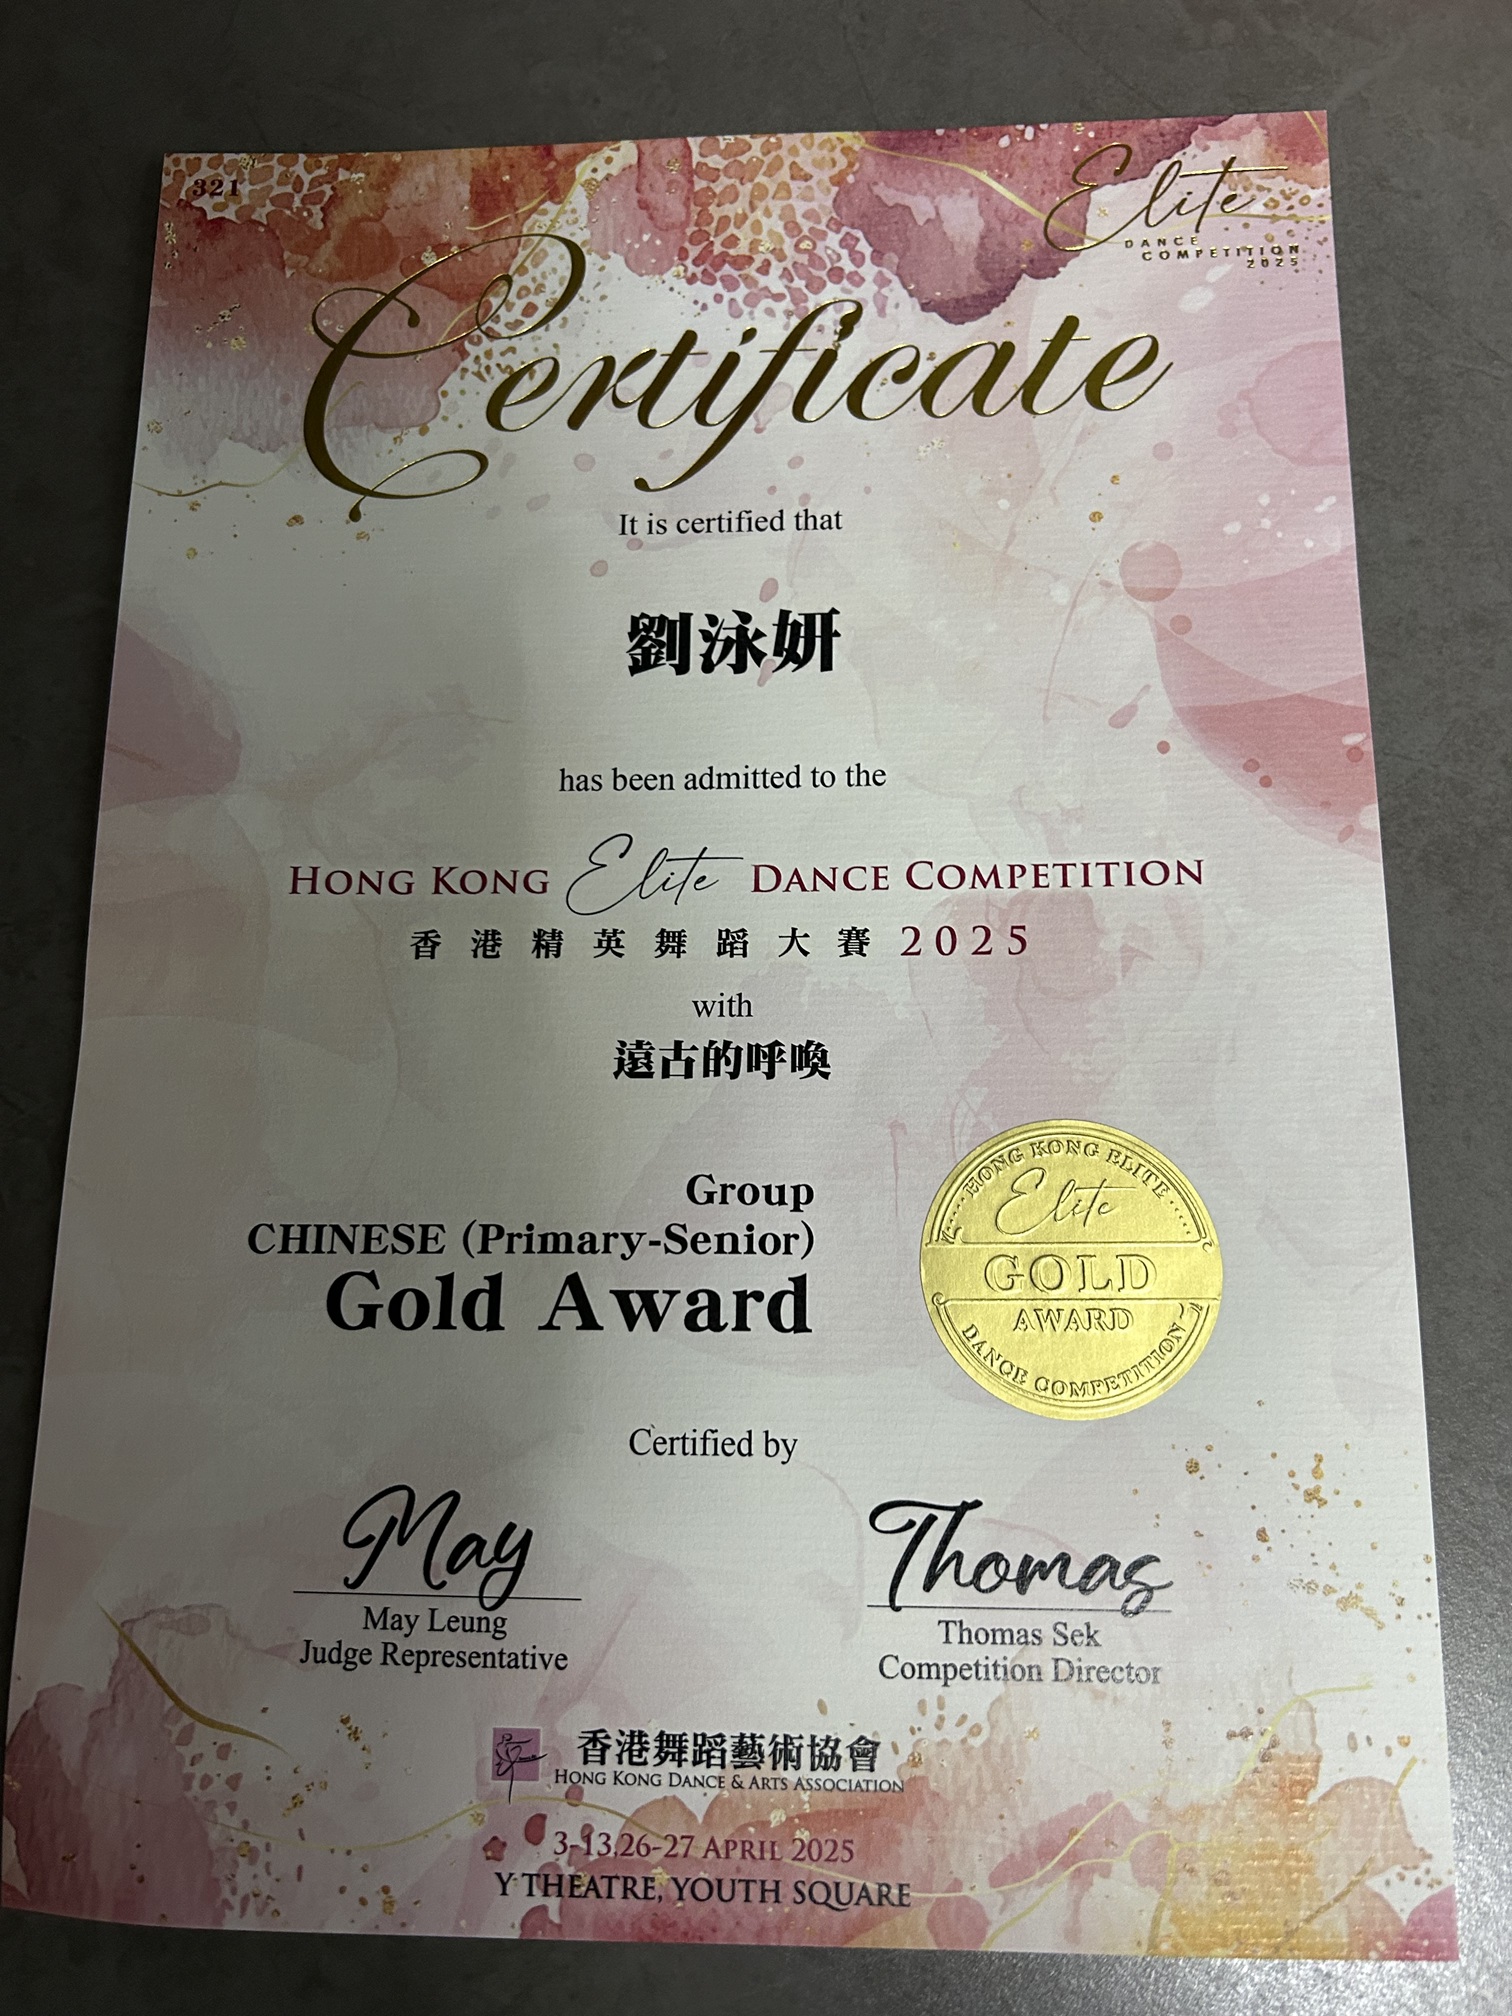 321
Elite
DANCE
COMPETITION
2025
Certificate
It is certified that
劉泳妍
has been admitted to the
HONG KONG Elite DANCE COMPETITION
香港精英舞蹈大賽 2025
with
遠古的呼喚
Group
CHINESE (Primary-Senior)
Gold Award
HONG KONG ELITE
Elite
GOLD
AWARD
DANCE COMPETITION
Certified by
May
Thomas
May Leung
Judge Representative
Thomas Sek
Competition Director
香港舞蹈藝術協會
HONG KONG DANCE & ARTS ASSOCIATION
3-13,26-27 APRIL 2025
Y THEATRE, YOUTH SQUARE